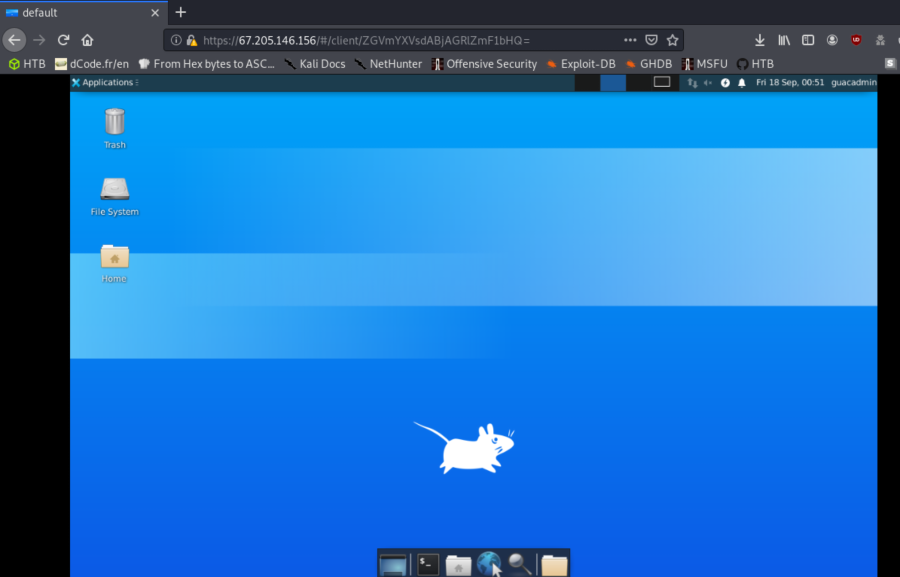 default
https://67.205.146.156/#/client/ZGVmYXVsdABjAGRlZmF1bHQ=
HTB dCode.fr/en From Hex bytes to ASC... Kali Docs NetHunter Offensive Security Exploit-DB GHDB MSFU HTB
Applications Fri 18 Sep, 00:51 guacadmin
Trash
File System
Home